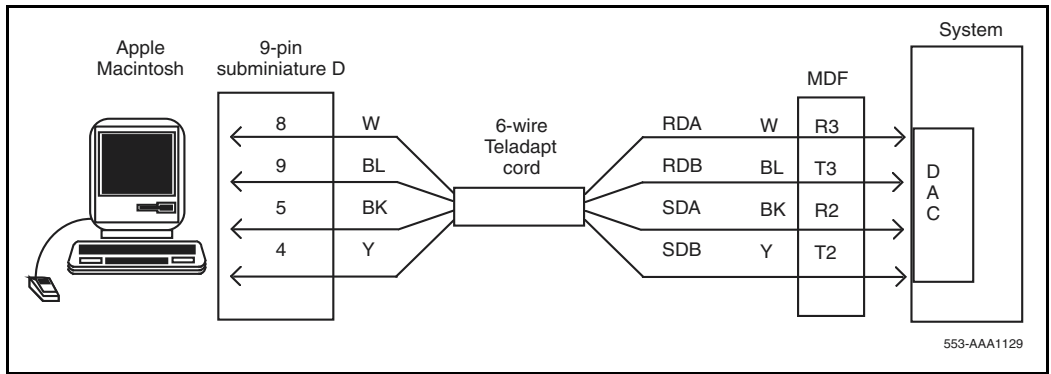 System
Apple
Macintosh
9-pin
subminiature D
MDF
8 W
6-wire
Teladapt
cord
RDA W R3
9 BL
RDB BL T3
5 BK
SDA BK R2
4 Y
SDB Y T2
D
A
C
553-AAA1129